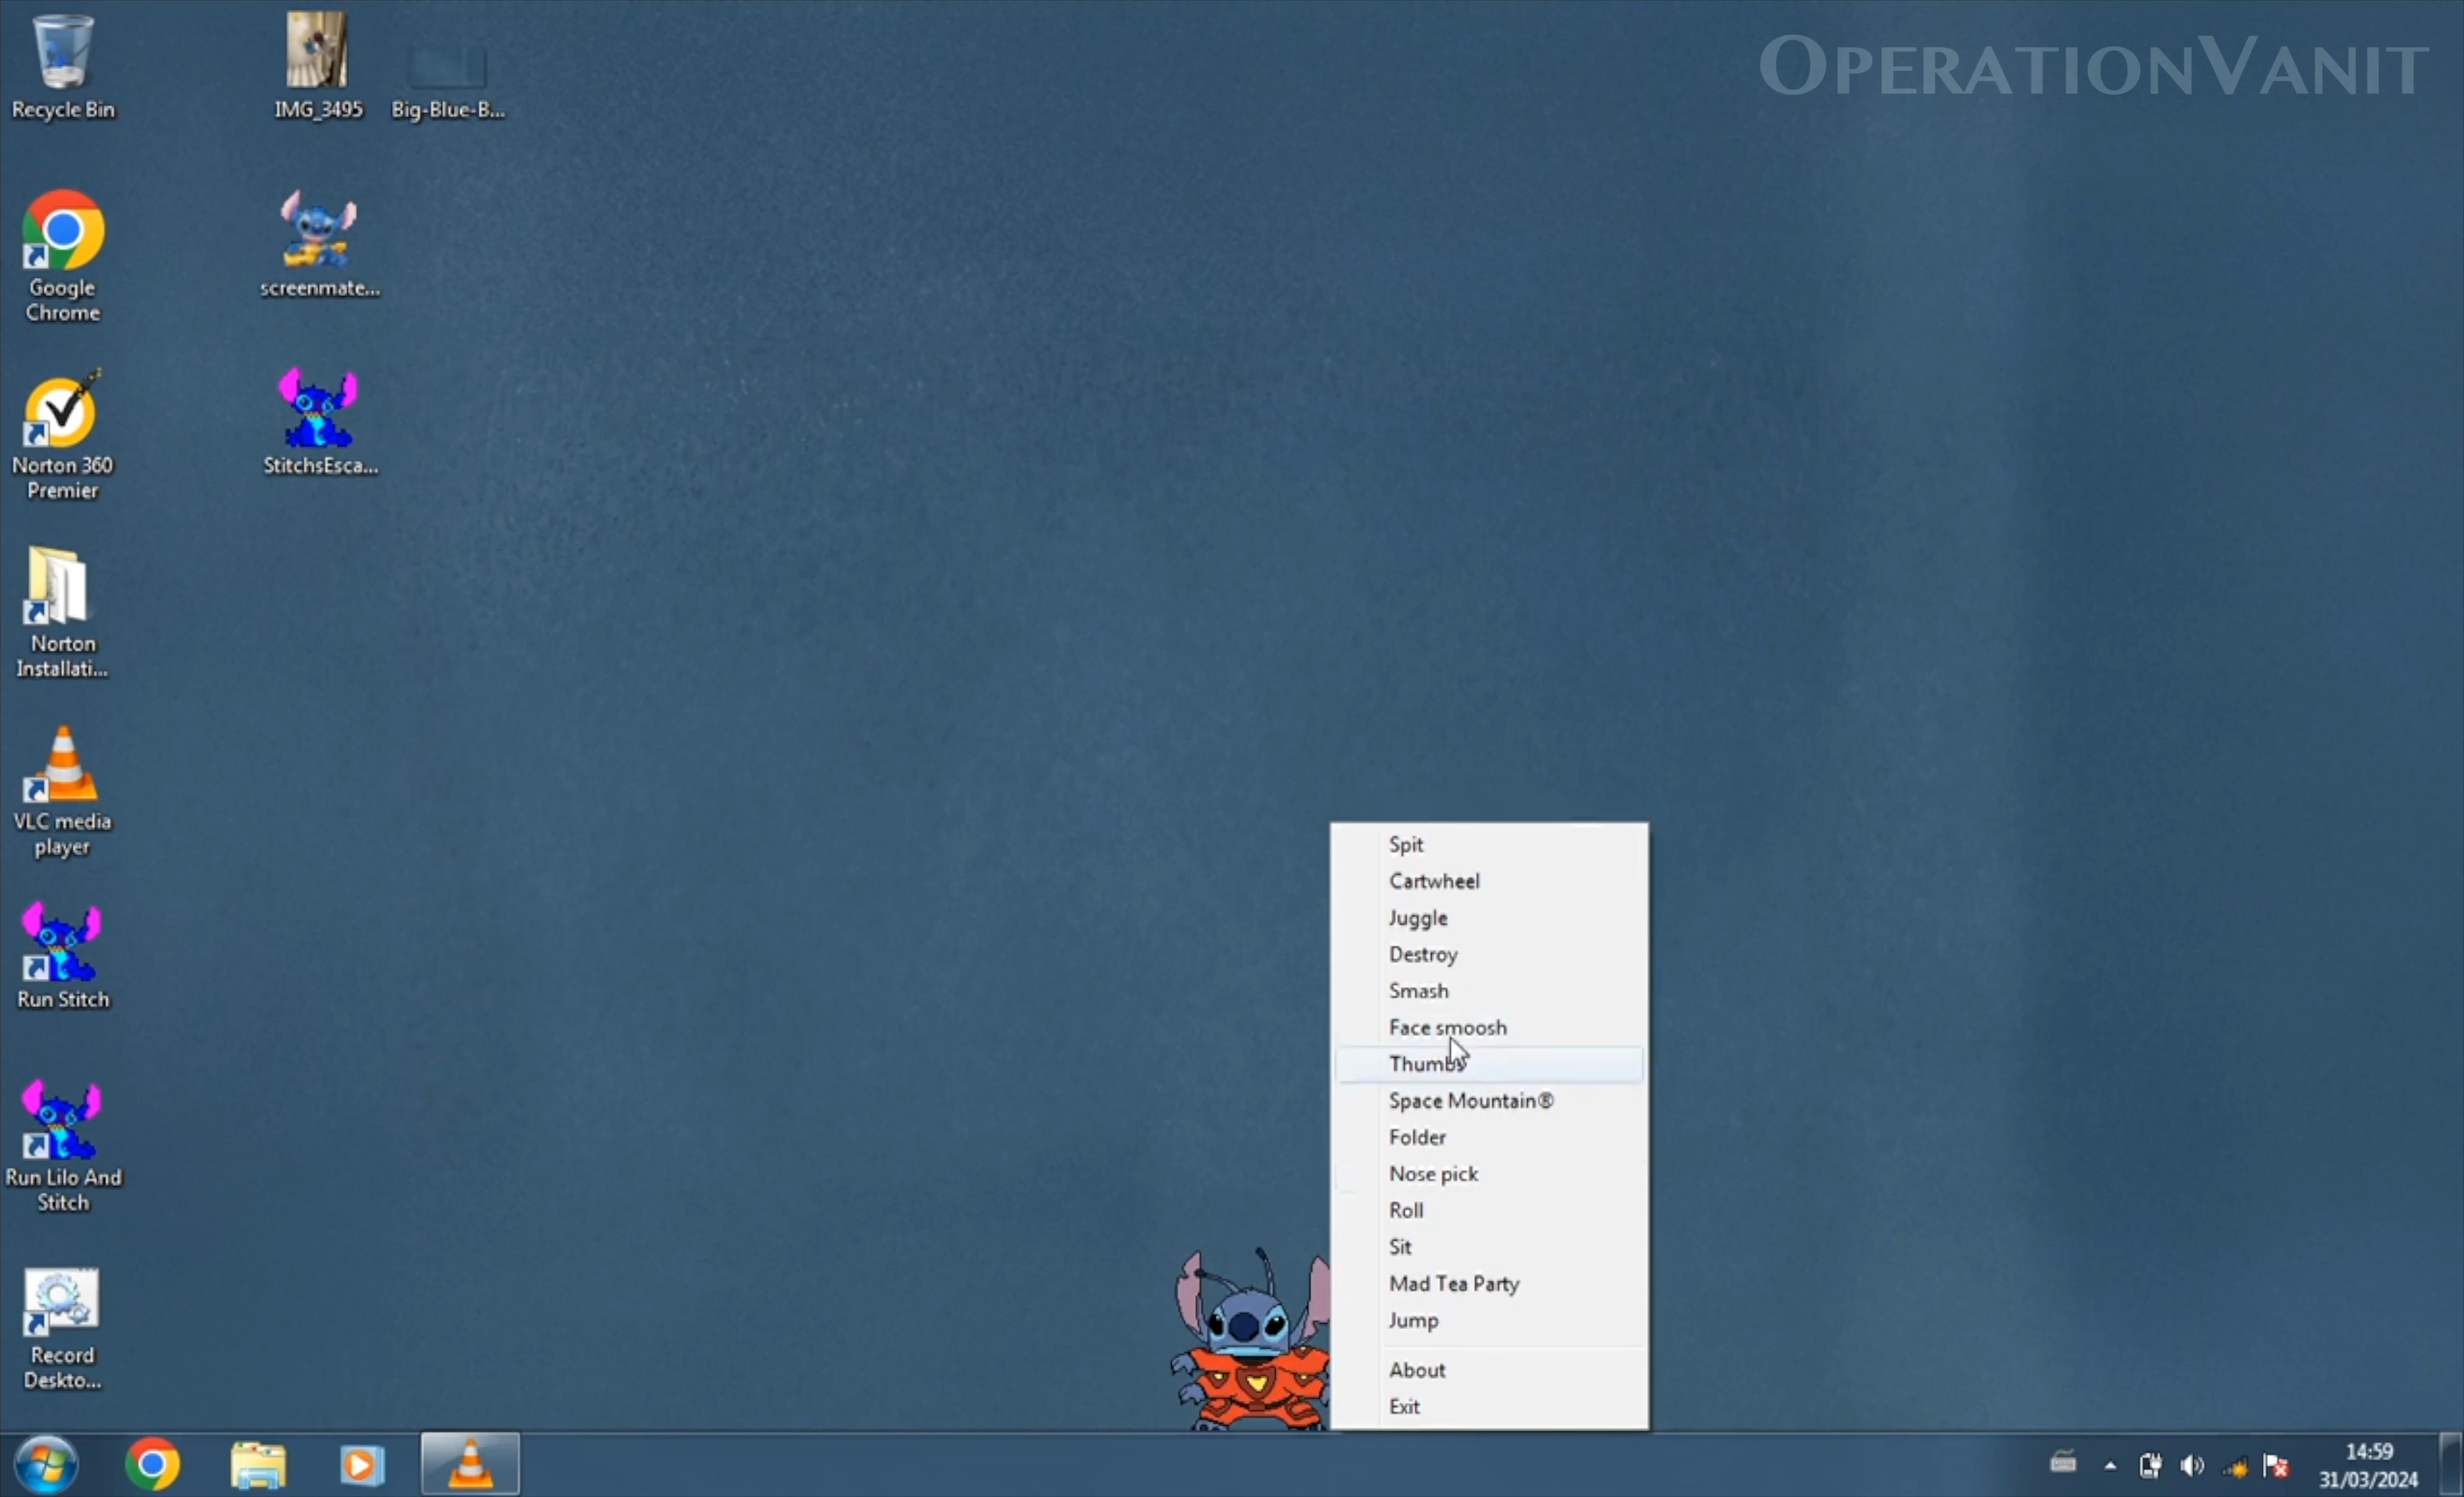 OPERATIONVANIT
Recycle Bin
IMG_3495
Big-Blue-B...
Google
Chrome
screenmate...
Norton 360
Premier
StitchsEsca...
Norton
Installati...
VLC media
player
Run Stitch
Run Lilo And
Stitch
Record
Deskto...
Spit
Cartwheel
Juggle
Destroy
Smash
Face smoosh
Thumbs
Space Mountain®
Folder
Nose pick
Roll
Sit
Mad Tea Party
Jump
About
Exit
14:59
31/03/2024